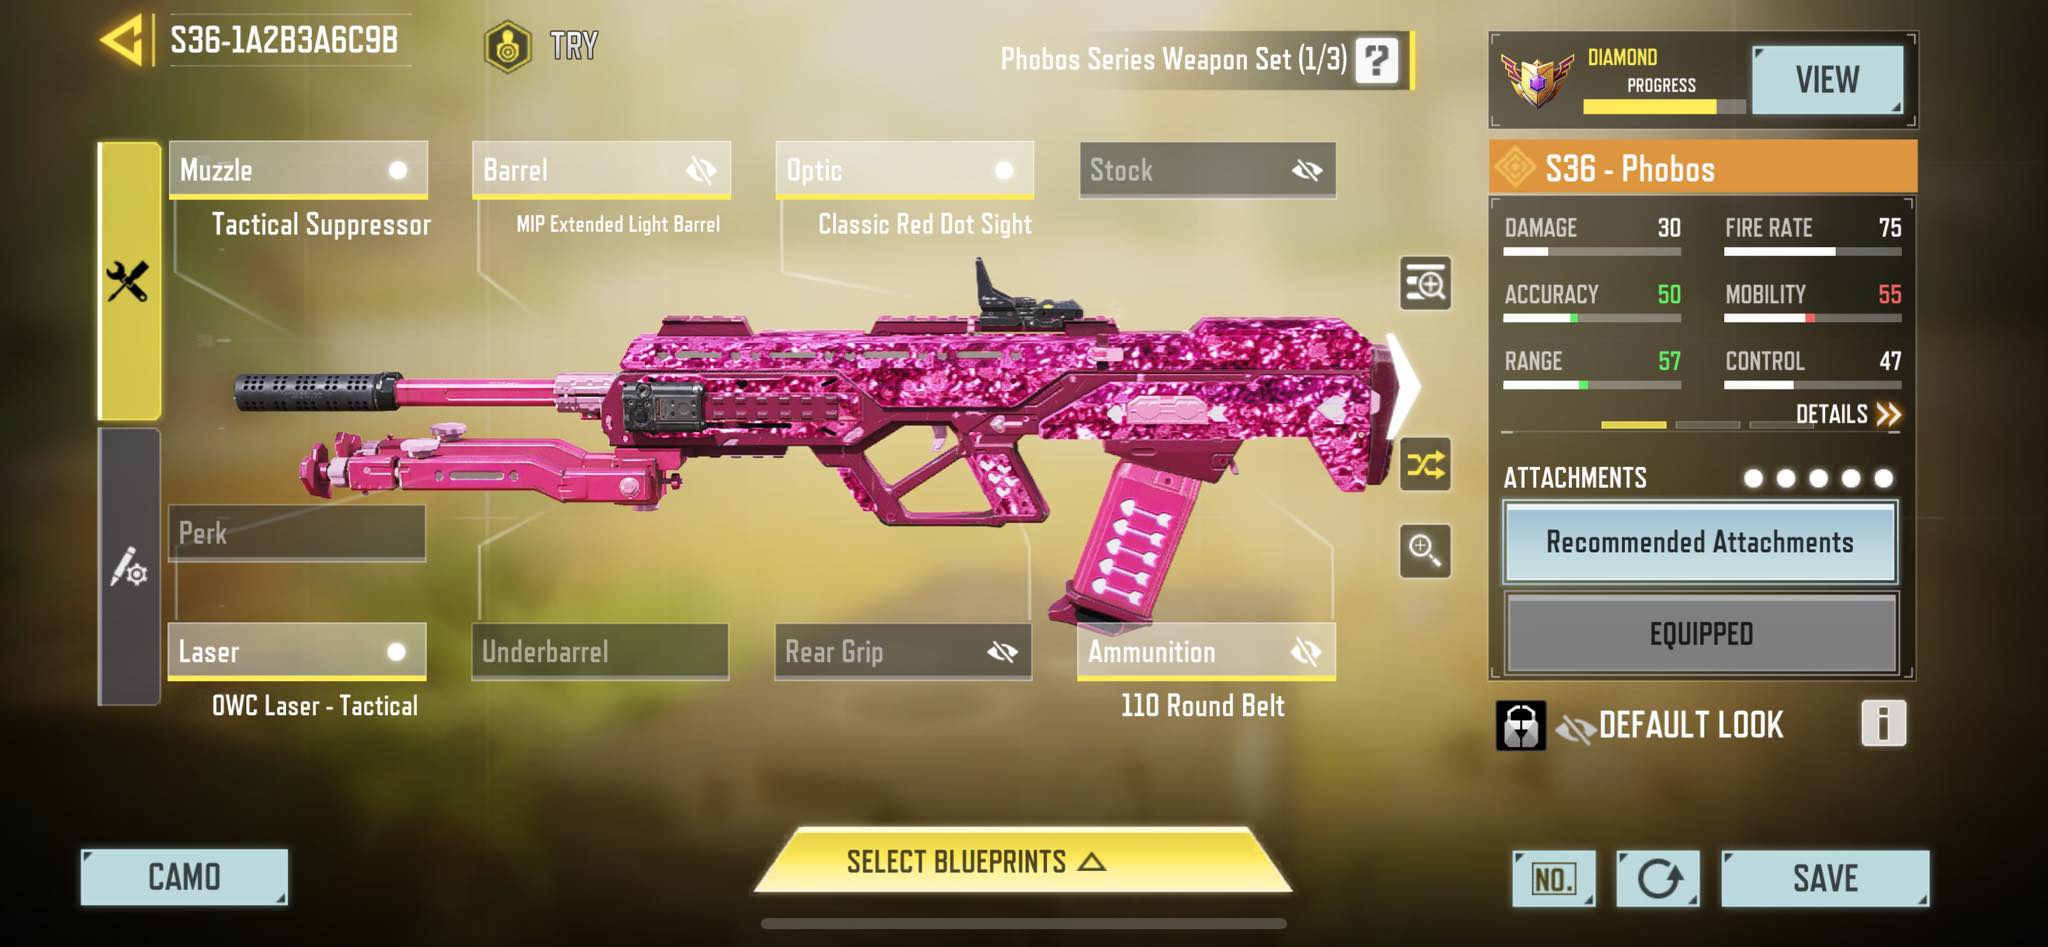 S36-1A2B3A6C9B
TRY
Phobos Series Weapon Set (1/3) ?
DIAMOND
PROGRESS
VIEW
Muzzle
Tactical Suppressor
Barrel
MIP Extended Light Barrel
Optic
Classic Red Dot Sight
Stock
S36 - Phobos
DAMAGE 30
FIRE RATE 75
ACCURACY 50
MOBILITY 55
RANGE 57
CONTROL 47
DETAILS
ATTACHMENTS
Recommended Attachments
EQUIPPED
Perk
Laser
OWC Laser - Tactical
Underbarrel
Rear Grip
Ammunition
110 Round Belt
DEFAULT LOOK
i
CAMO
SELECT BLUEPRINTS
NO.
SAVE